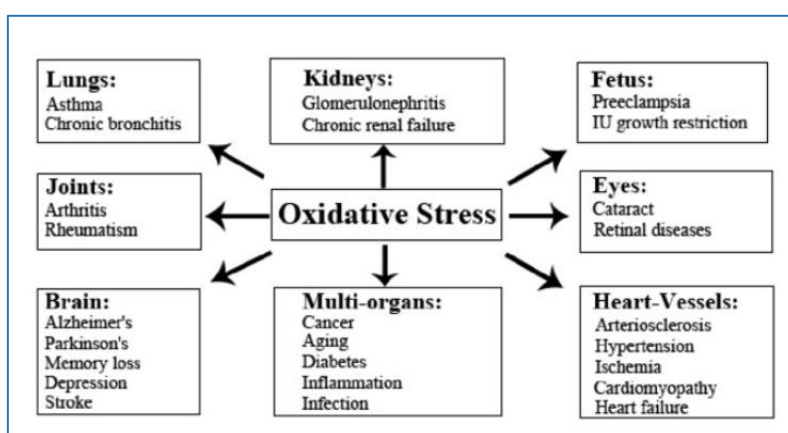 Lungs:
Asthma
Chronic bronchitis
Kidneys:
Glomerulonephritis
Chronic renal failure
Fetus:
Preeclampsia
IU growth restriction
Joints:
Arthritis
Rheumatism
Oxidative Stress
Eyes:
Cataract
Retinal diseases
Brain:
Alzheimer's
Parkinson's
Memory loss
Depression
Stroke
Multi-organs:
Cancer
Aging
Diabetes
Inflammation
Infection
Heart-Vessels:
Arteriosclerosis
Hypertension
Ischemia
Cardiomyopathy
Heart failure